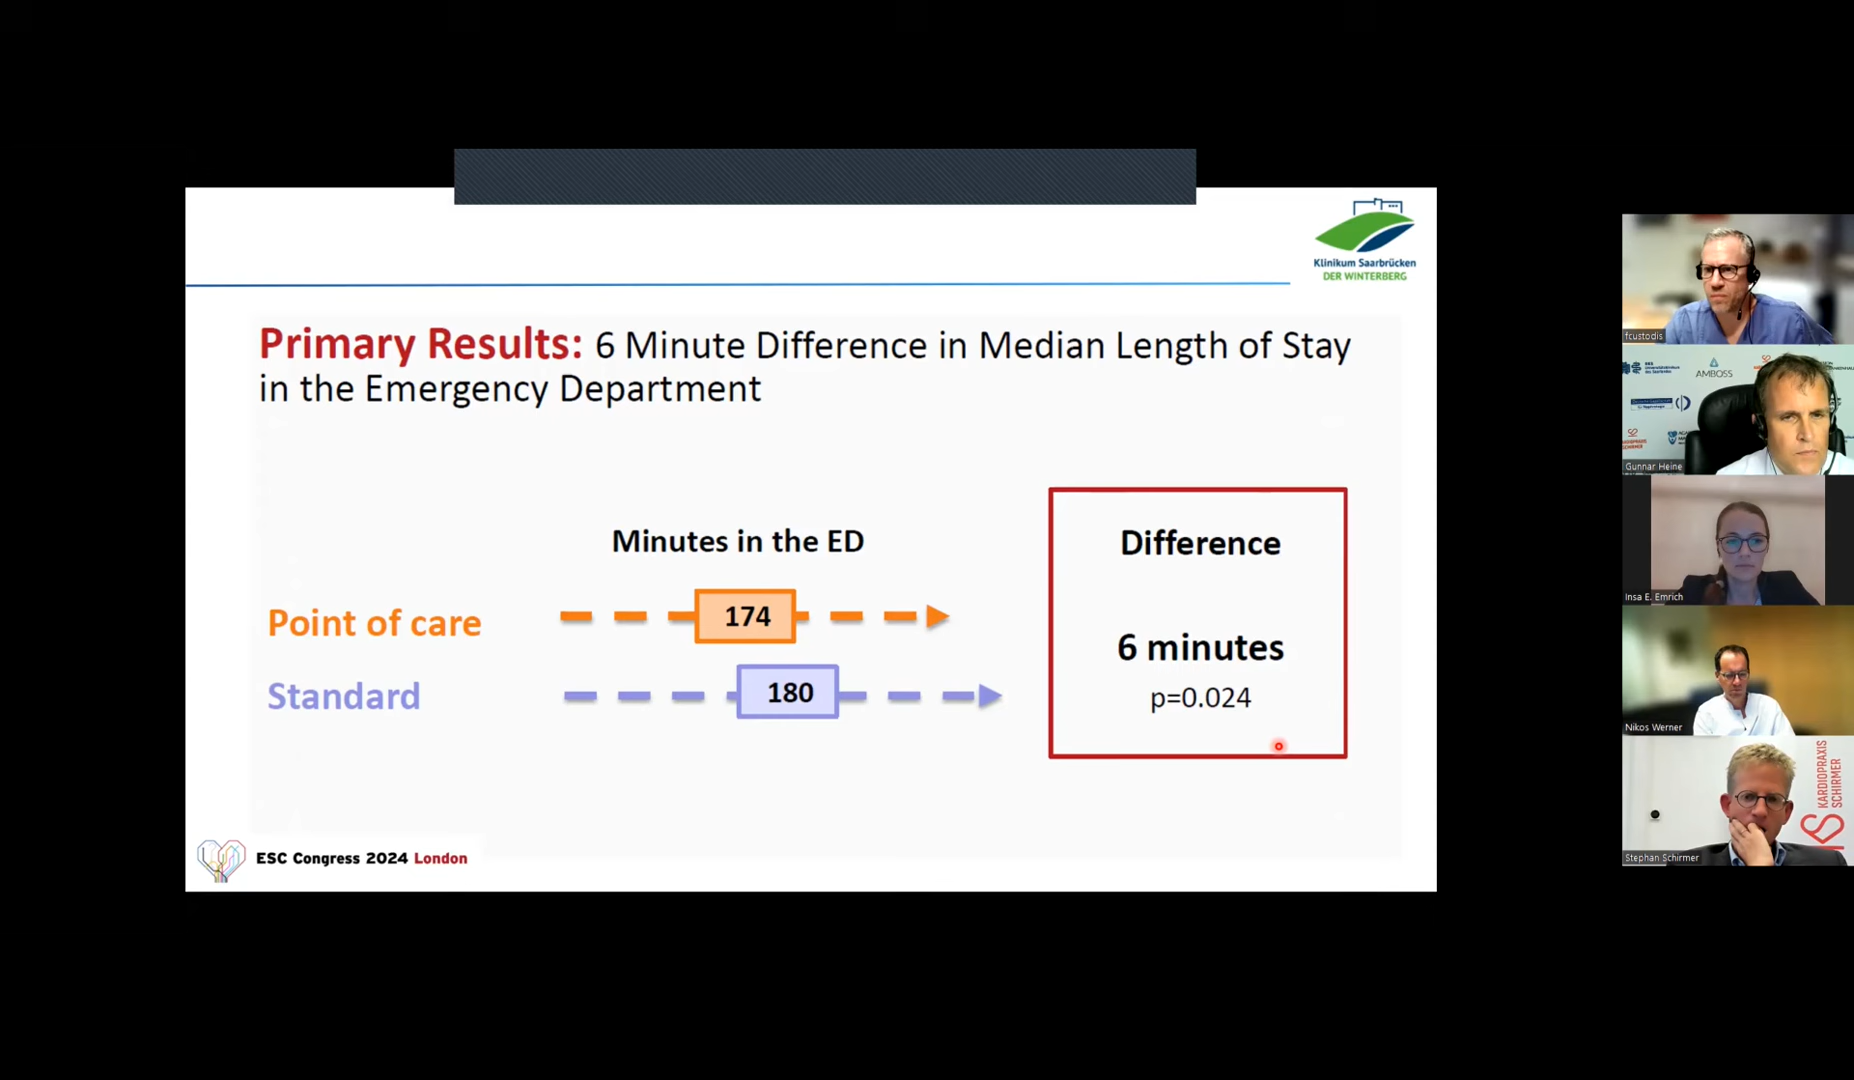 Klinikum Saarbrücken
DER WINTERBERG
Primary Results: 6 Minute Difference in Median Length of Stay
in the Emergency Department
Minutes in the ED
Difference
Point of care
174
6 minutes
Standard
180
p=0.024
ESC Congress 2024 London
fcustodis
AMBOSS
Gunnar Heine
Insa E. Emrich
Nikos Werner
KARDIOPRAXIS
SCHIRMER
Stephan Schirmer